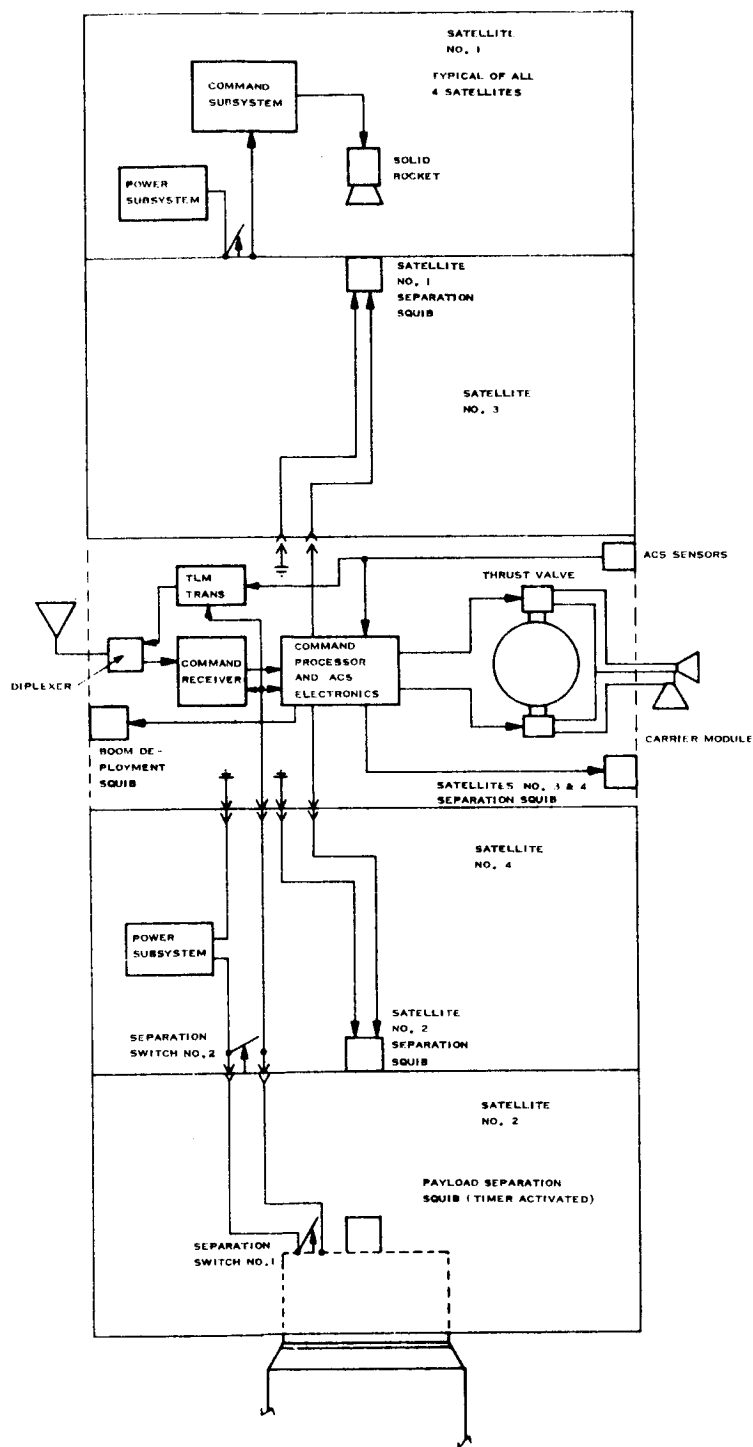 SATELLITE
NO. 1
TYPICAL OF ALL
4 SATELLITES
COMMAND
SUBSYSTEM
SOLID
ROCKET
POWER
SUBSYSTEM
SATELLITE
NO. 1
SEPARATION
SQUIB
SATELLITE
NO. 3
ACS SENSORS
TLM
TRANS
THRUST VALVE
COMMAND
RECEIVER
COMMAND
PROCESSOR
AND ACS
ELECTRONICS
DIPLEXER
BOOM DE-
PLOYMENT
SQUIB
CARRIER MODULE
SATELLITES NO. 3 & 4
SEPARATION SQUIB
SATELLITE
NO. 4
POWER
SUBSYSTEM
SATELLITE
NO. 2
SEPARATION
SQUIB
SEPARATION
SWITCH NO. 2
SATELLITE
NO. 2
PAYLOAD SEPARATION
SQUIB (TIMER ACTIVATED)
SEPARATION
SWITCH NO. 1